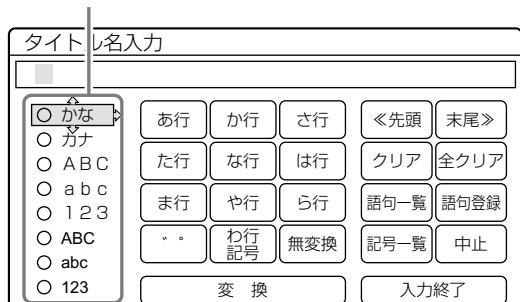 タイトル名入力
かな
カナ
ＡＢＣ
ａｂｃ
１２３
ABC
abc
123
あ行 か行 さ行 ≪先頭 末尾≫
た行 な行 は行 クリア 全クリア
ま行 や行 ら行 語句一覧 語句登録
゛゜ わ行記号 無変換 記号一覧 中止
変 換 入力終了